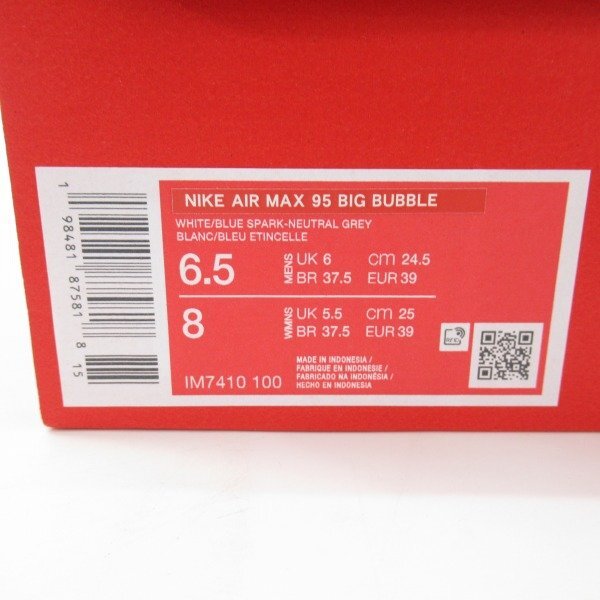 NIKE AIR MAX 95 BIG BUBBLE
WHITE/BLUE SPARK-NEUTRAL GREY
BLANC/BLEU ETINCELLE
6.5 MENS UK 6 cm 24.5
BR 37.5 EUR 39
8 WMNS UK 5.5 cm 25
BR 37.5 EUR 39
IM7410 100
MADE IN INDONESIA /
FABRIQUE EN INDONESIE /
FABRICADO NA INDONÉSIA /
HECHO EN INDONESIA
1 98481 87581 8 15